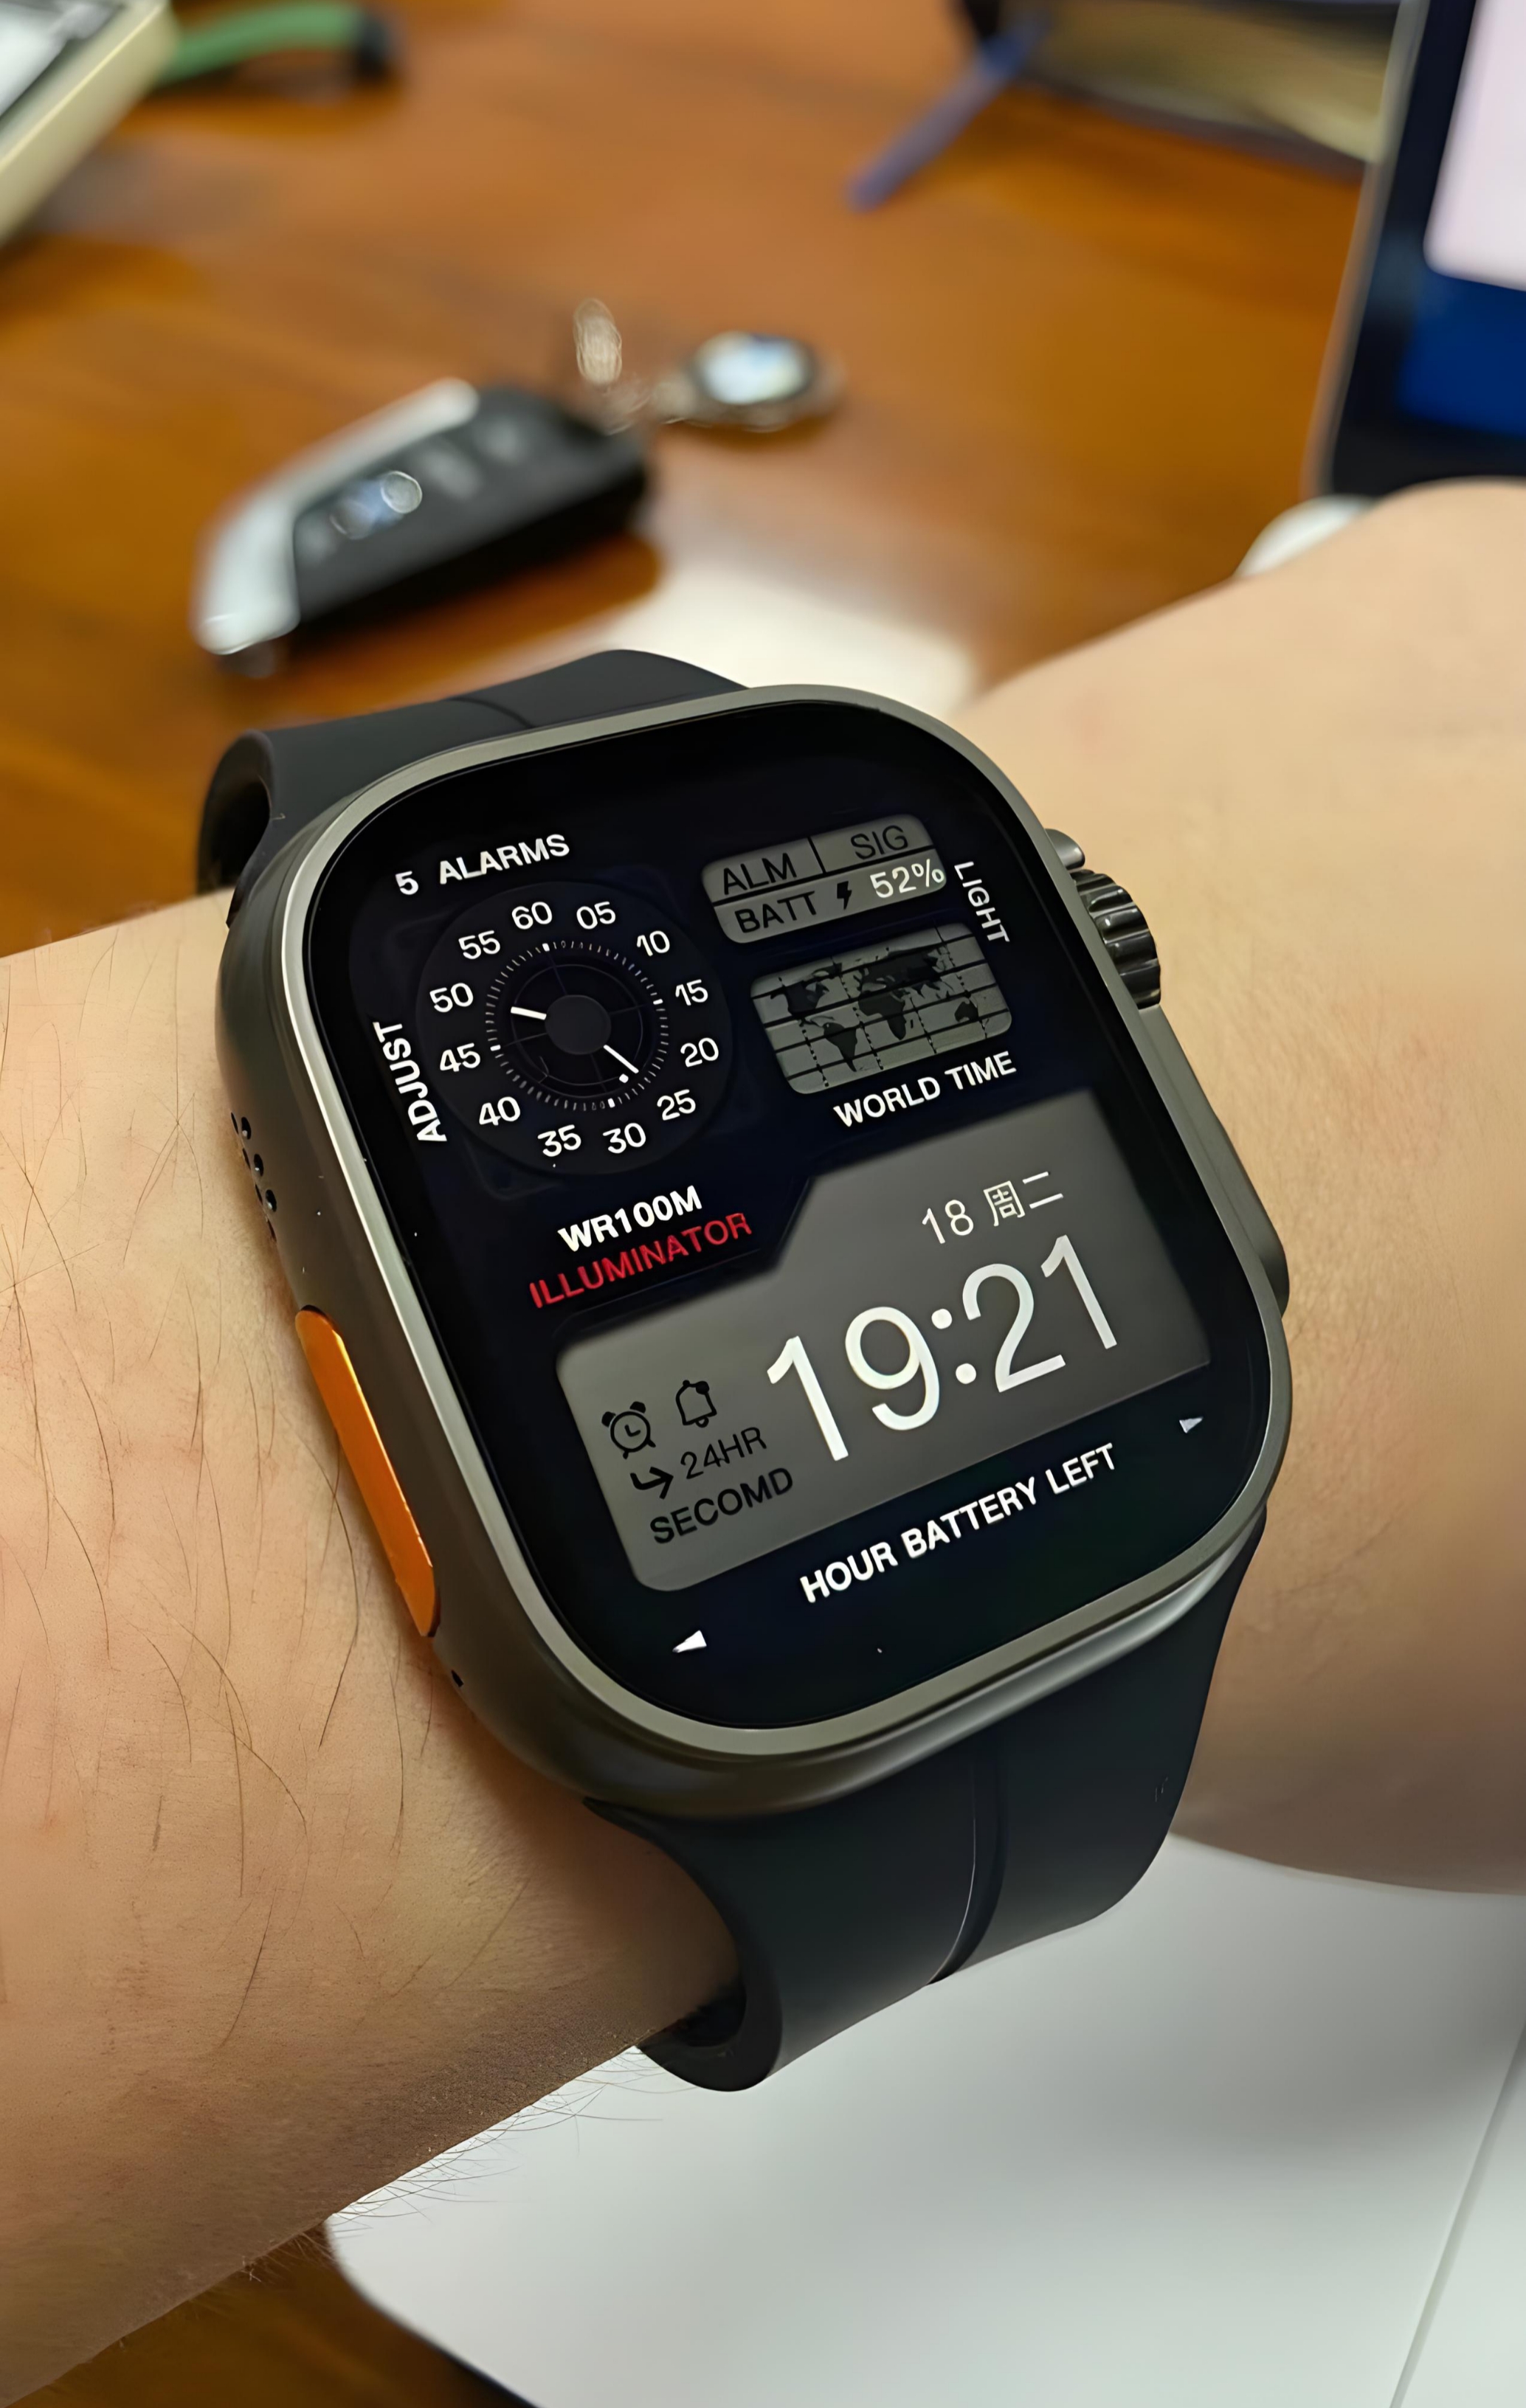 5 ALARMS
ALM SIG
BATT 52%
LIGHT
60
05
10
15
20
25
30
35
40
45
50
55
ADJUST
WORLD TIME
WR100M
ILLUMINATOR
18 周二
19:21
24HR
SECOMD
HOUR BATTERY LEFT